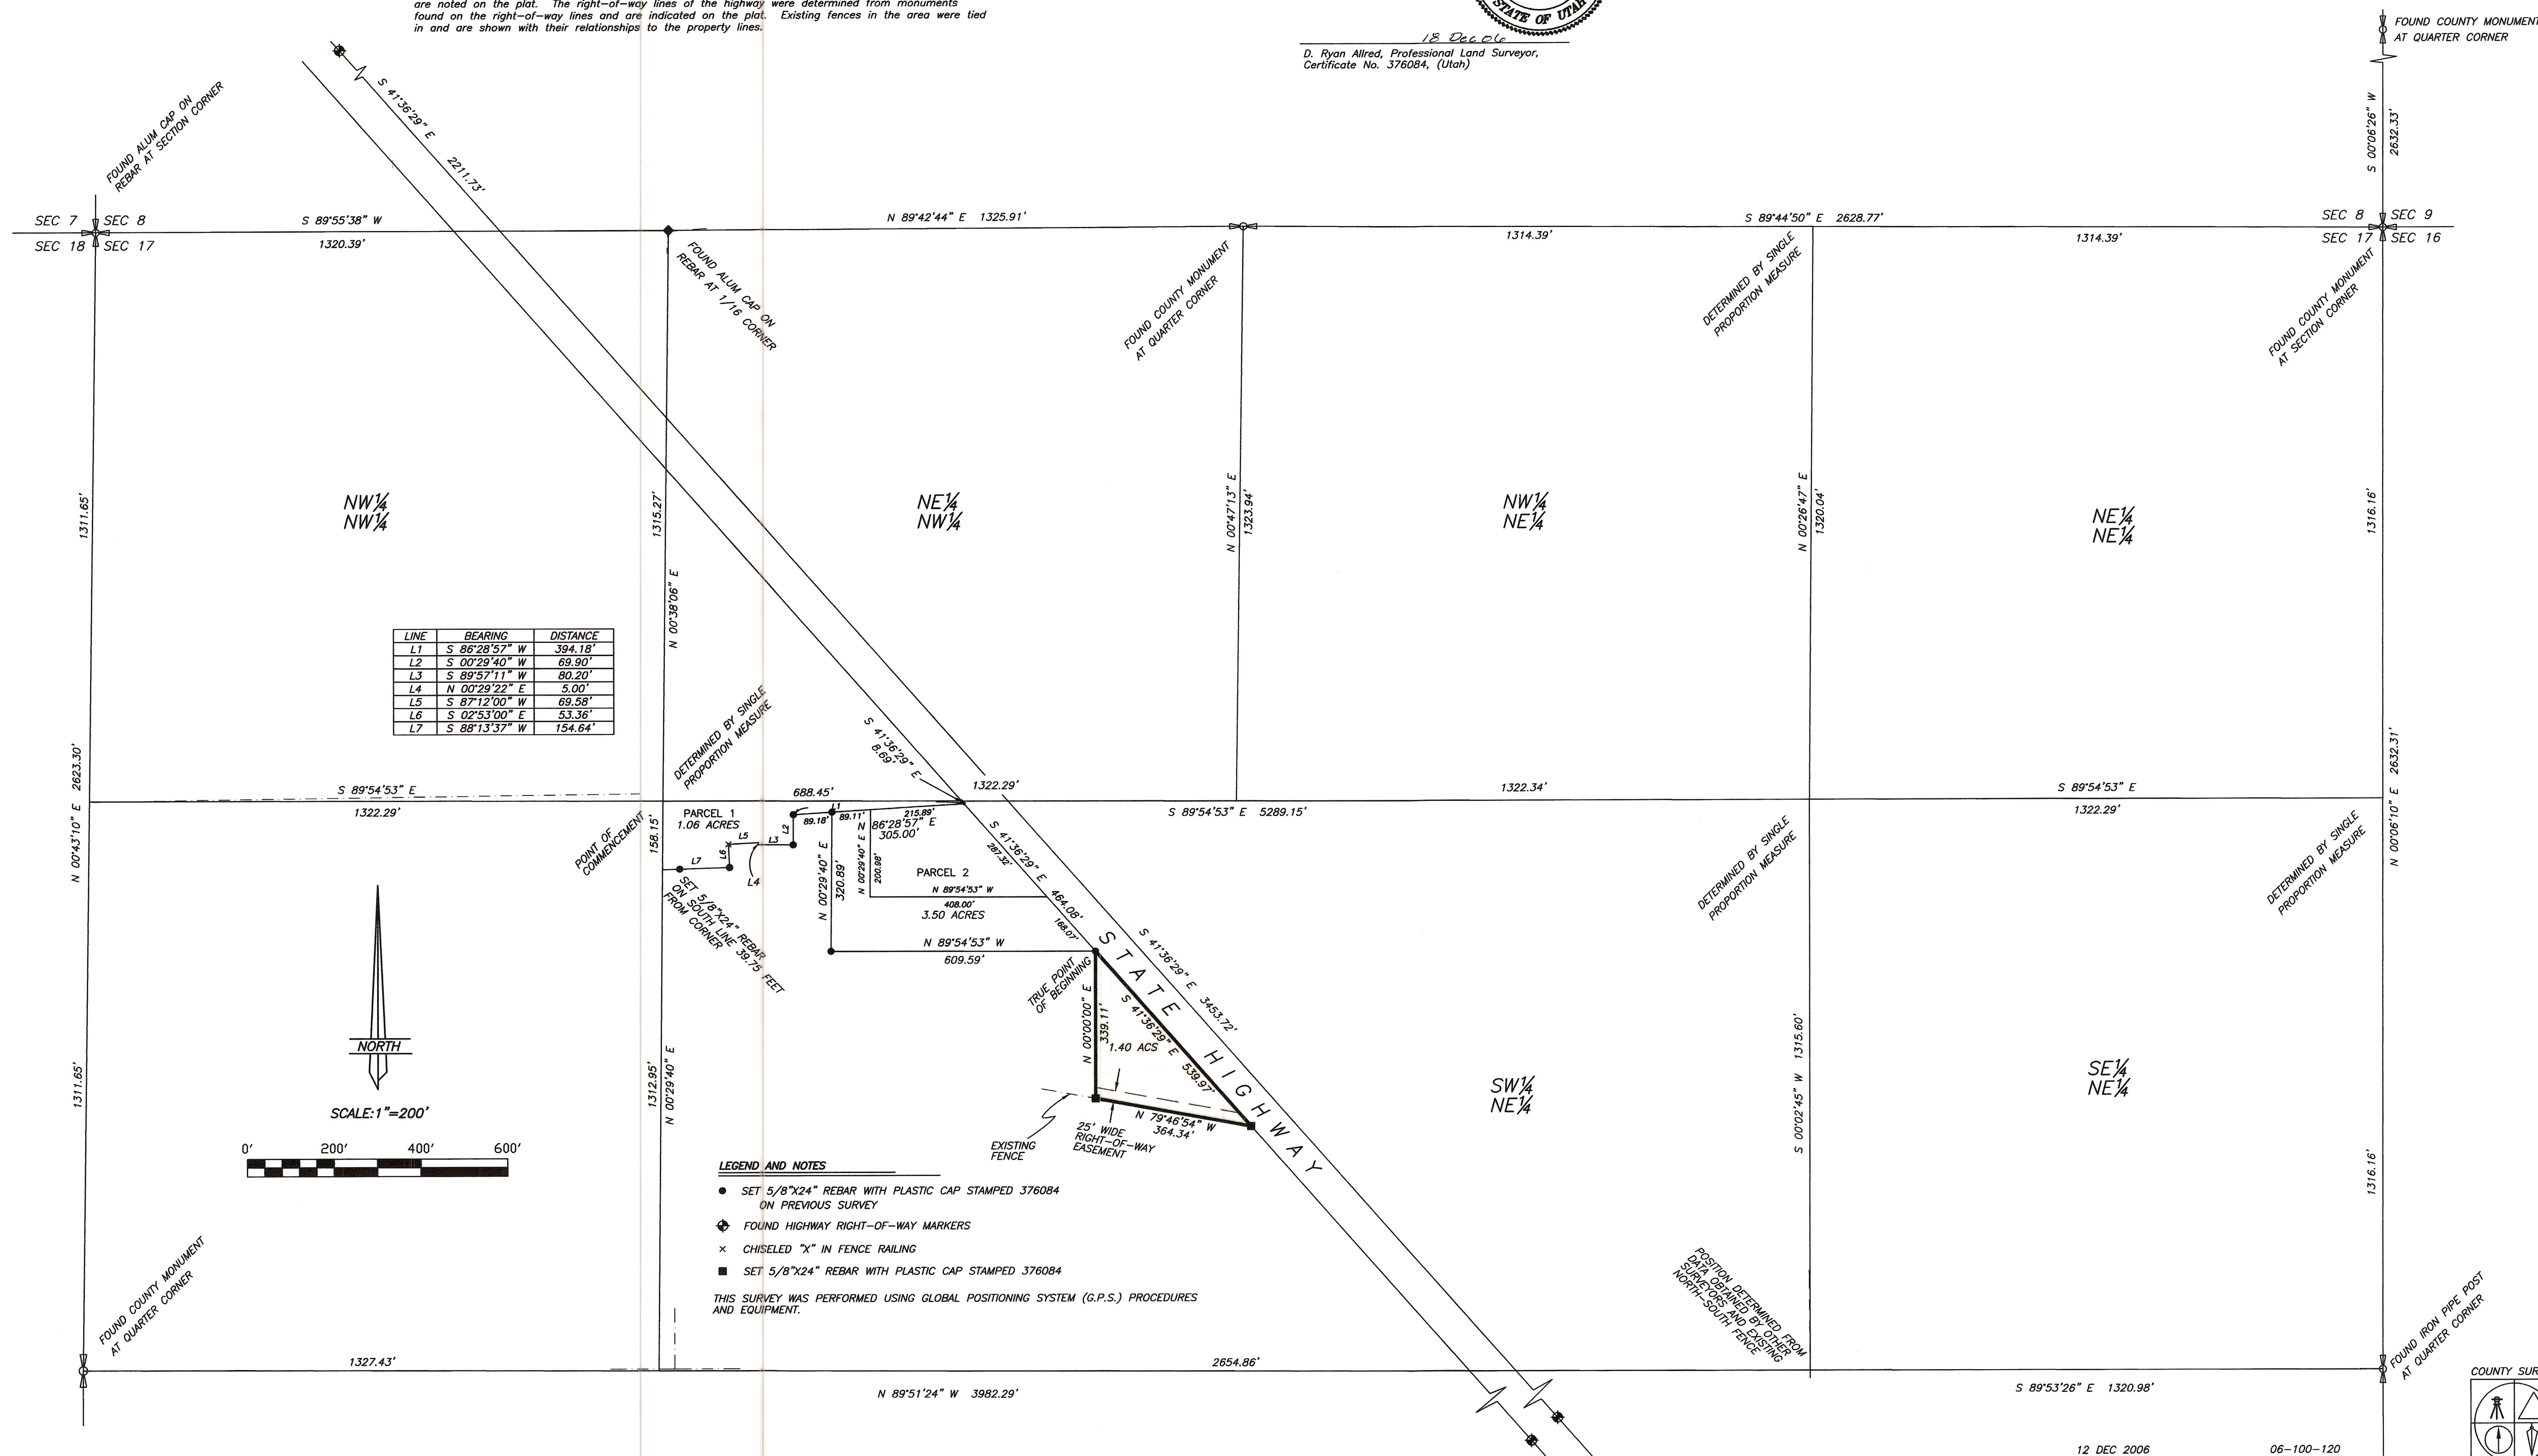 are noted on the plat. The right-of-way lines of the highway were determined from monuments
found on the right-of-way lines and are indicated on the plat. Existing fences in the area were tied
in and are shown with their relationships to the property lines.
STATE OF UTAH
18 Dec 06
D. Ryan Allred, Professional Land Surveyor,
Certificate No. 376084, (Utah)
FOUND COUNTY MONUMENT
AT QUARTER CORNER
S 00°06'26" W
2632.33'
FOUND ALUM CAP ON
REBAR AT SECTION CORNER
S 41°36'29" E
2211.73'
SEC 7
SEC 8
SEC 18
SEC 17
S 89°55'38" W
1320.39'
N 89°42'44" E 1325.91'
S 89°44'50" E 2628.77'
1314.39'
1314.39'
SEC 8
SEC 9
SEC 17
SEC 16
FOUND ALUM CAP ON
REBAR AT 1/16 CORNER
FOUND COUNTY MONUMENT
AT QUARTER CORNER
DETERMINED BY SINGLE
PROPORTION MEASURE
FOUND COUNTY MONUMENT
AT SECTION CORNER
1311.65'
NW1/4
NW1/4
1315.27'
N 00°38'06" E
NE1/4
NW1/4
N 00°47'13" E
1323.94'
NW1/4
NE1/4
N 00°26'47" E
1320.04'
NE1/4
NE1/4
1316.16'
LINE BEARING DISTANCE
L1 S 86°28'57" W 394.18'
L2 S 00°29'40" W 69.90'
L3 S 89°57'11" W 80.20'
L4 N 00°29'22" E 5.00'
L5 S 87°12'00" W 69.58'
L6 S 02°53'00" E 53.36'
L7 S 88°13'37" W 154.64'
DETERMINED BY SINGLE
PROPORTION MEASURE
S 41°36'29" E
8.69'
N 00°43'10" E 2623.30'
N 00°06'10" E 2632.31'
S 89°54'53" E
1322.29'
688.45'
1322.29'
S 89°54'53" E 5289.15'
1322.34'
S 89°54'53" E
1322.29'
POINT OF
COMMENCEMENT
158.15'
PARCEL 1
1.06 ACRES
L1
L2
L3
L4
L5
L6
L7
89.18'
89.11'
215.89'
N 86°28'57" E
305.00'
N 00°29'40" E
320.89'
N 00°29'40" E
200.98'
PARCEL 2
N 89°54'53" W
408.00'
3.50 ACRES
S 41°36'29" E
287.32'
464.08'
168.07'
SET 5/8"X24" REBAR
ON SOUTH LINE 39.75 FEET
FROM CORNER
N 89°54'53" W
609.59'
DETERMINED BY SINGLE
PROPORTION MEASURE
DETERMINED BY SINGLE
PROPORTION MEASURE
TRUE POINT
OF BEGINNING
STATE HIGHWAY
S 41°36'29" E 3453.72'
N 00°00'00" E
339.11'
S 41°36'29" E 539.97'
1.40 ACS
N 79°46'54" W
364.34'
25' WIDE
RIGHT-OF-WAY
EASEMENT
EXISTING
FENCE
NORTH
SCALE:1"=200'
0' 200' 400' 600'
1311.65'
1312.95'
N 00°29'40" E
SW1/4
NE1/4
S 00°02'45" W 1315.60'
SE1/4
NE1/4
1316.16'
LEGEND AND NOTES
SET 5/8"X24" REBAR WITH PLASTIC CAP STAMPED 376084
ON PREVIOUS SURVEY
FOUND HIGHWAY RIGHT-OF-WAY MARKERS
CHISELED "X" IN FENCE RAILING
SET 5/8"X24" REBAR WITH PLASTIC CAP STAMPED 376084
THIS SURVEY WAS PERFORMED USING GLOBAL POSITIONING SYSTEM (G.P.S.) PROCEDURES
AND EQUIPMENT.
FOUND COUNTY MONUMENT
AT QUARTER CORNER
POSITION DETERMINED FROM
DATA OBTAINED BY OTHER
SURVEYORS AND EXISTING
NORTH-SOUTH FENCE
FOUND IRON PIPE POST
AT QUARTER CORNER
1327.43'
2654.86'
N 89°51'24" W 3982.29'
S 89°53'26" E 1320.98'
COUNTY SUR
12 DEC 2006
06-100-120